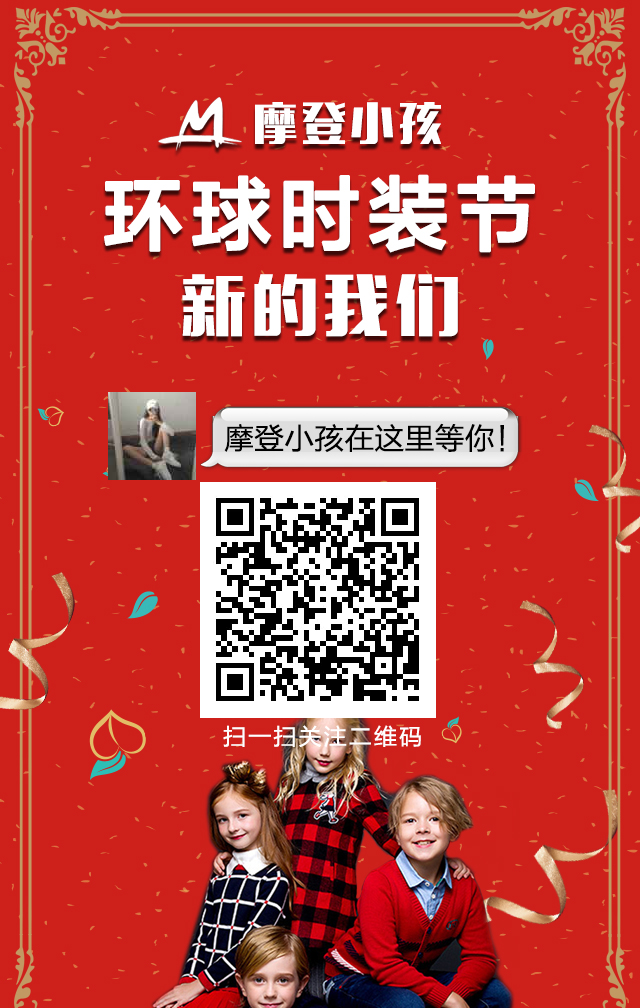 摩登小孩
环球时装节
新的我们
摩登小孩在这里等你!
扫一扫关注二维码